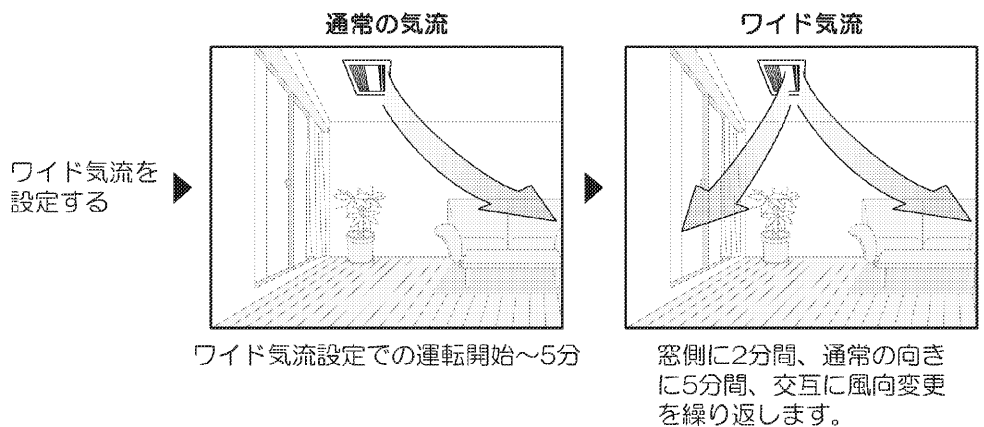 ワイド気流を
設定する
通常の気流
ワイド気流設定での運転開始～5分
ワイド気流
窓側に2分間、通常の向き
に5分間、交互に風向変更
を繰り返します。